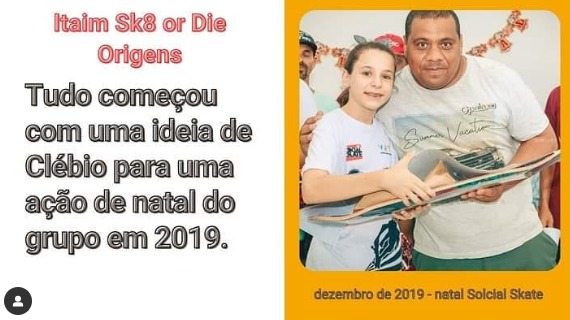 Itaim Sk8 or Die
Origens
Tudo começou
com uma ideia de
Clébio para uma
ação de natal do
grupo em 2019.
dezembro de 2019 - natal Solcial Skate